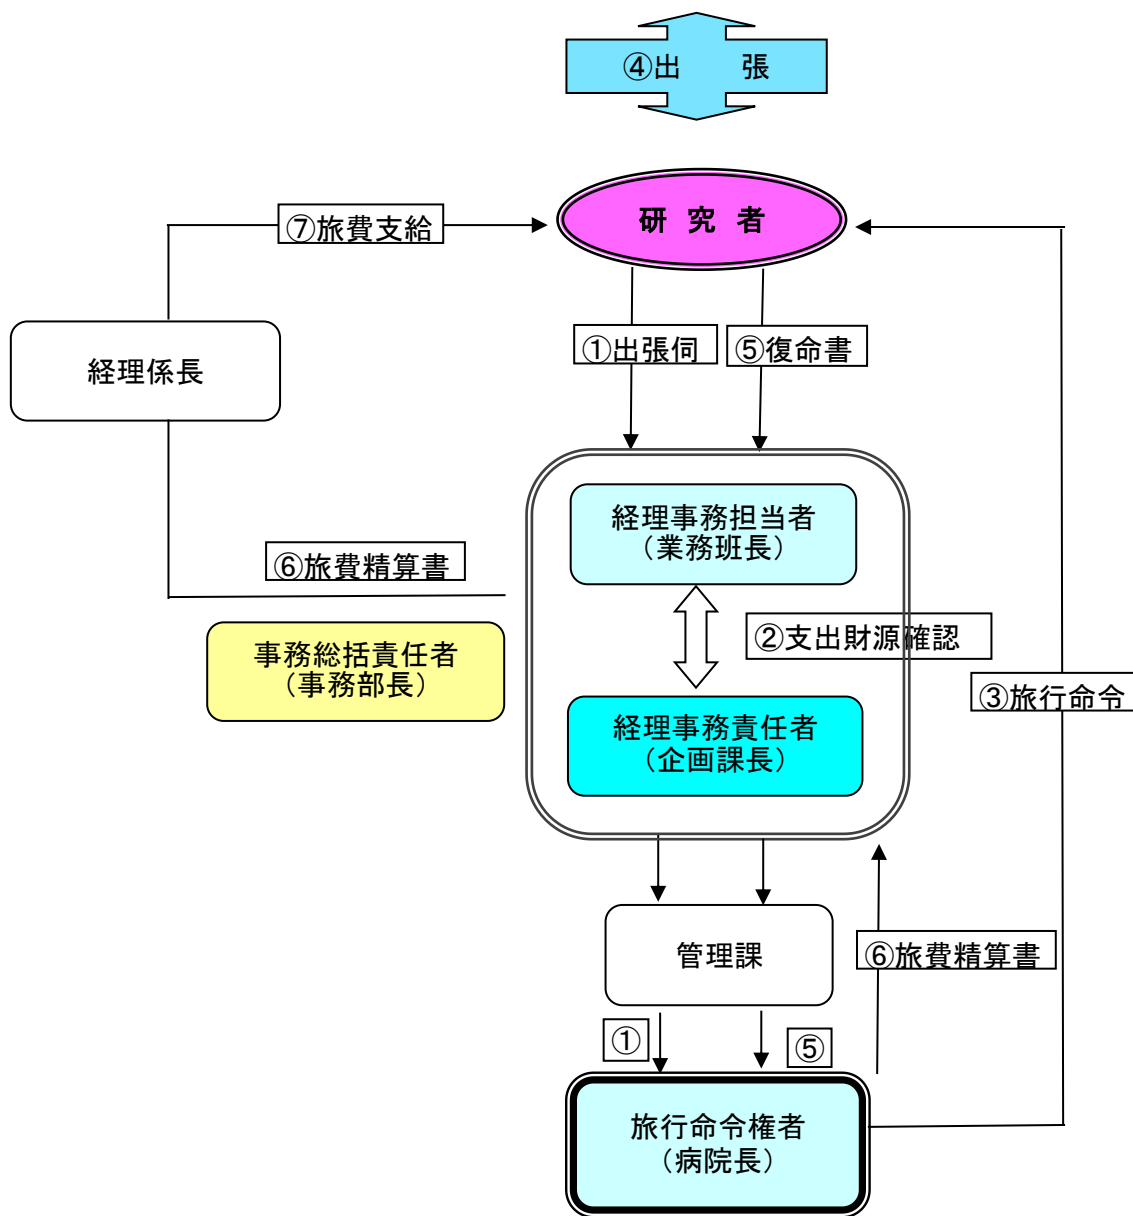 ④出　　張
研 究 者
⑦旅費支給
①出張伺
⑤復命書
経理係長
経理事務担当者
（業務班長）
⑥旅費精算書
②支出財源確認
事務総括責任者
（事務部長）
③旅行命令
経理事務責任者
（企画課長）
管理課
⑥旅費精算書
①
⑤
旅行命令権者
（病院長）